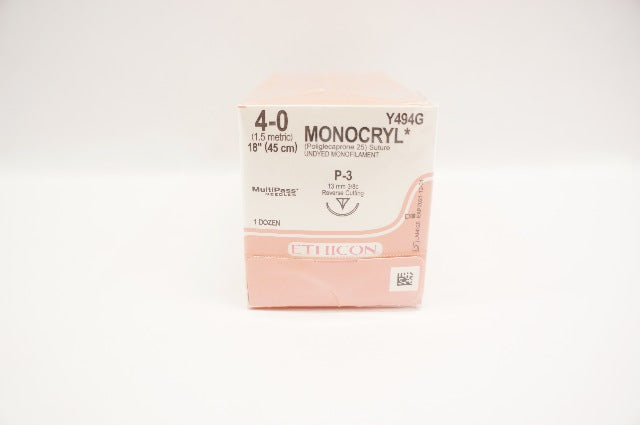 4-0
(1.5 metric)
18" (45 cm)
Y494G
MONOCRYL*
(Poliglecaprone 25) Suture
UNDYED MONOFILAMENT
P-3
13 mm 3/8c
Reverse Cutting
MultiPass*
NEEDLES
1 DOZEN
ETHICON